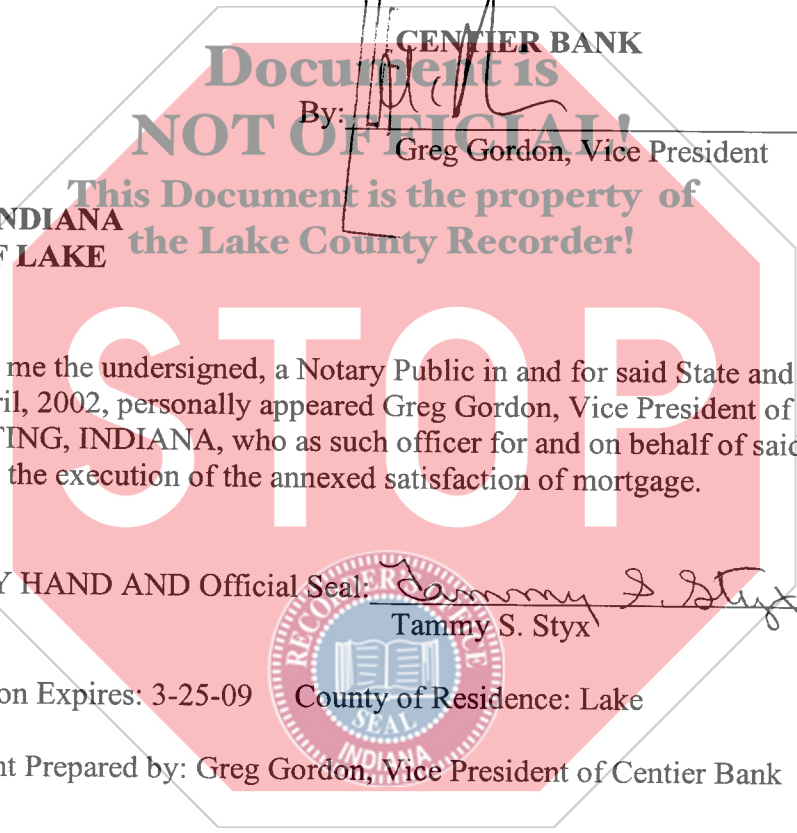 CENTIER BANK
Document is
By:
NOT OFFICIAL!
Greg Gordon, Vice President
This Document is the property of
NDIANA
the Lake County Recorder!
F LAKE
STOP
me the undersigned, a Notary Public in and for said State and
ril, 2002, personally appeared Greg Gordon, Vice President of
TING, INDIANA, who as such officer for and on behalf of said
the execution of the annexed satisfaction of mortgage.
Y HAND AND Official Seal: Tammy S. Styx
Tammy S. Styx
RECORDER
SEAL
INDIANA
on Expires: 3-25-09 County of Residence: Lake
nt Prepared by: Greg Gordon, Vice President of Centier Bank